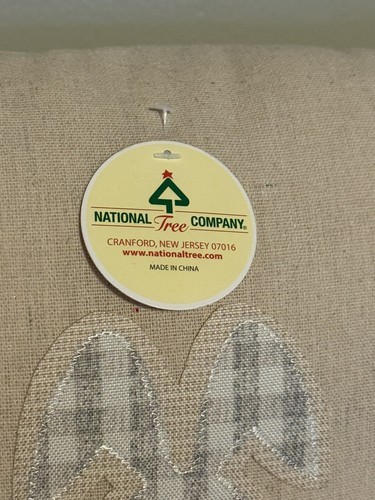 NATIONAL Tree COMPANY®
CRANFORD, NEW JERSEY 07016
www.nationaltree.com
MADE IN CHINA